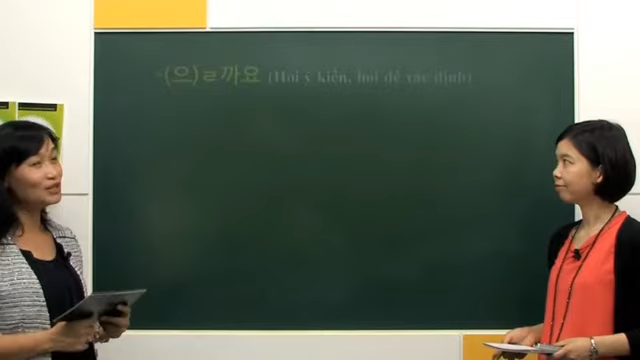 -(으)ㄹ까요 (Hỏi ý kiến, hỏi để xác định)